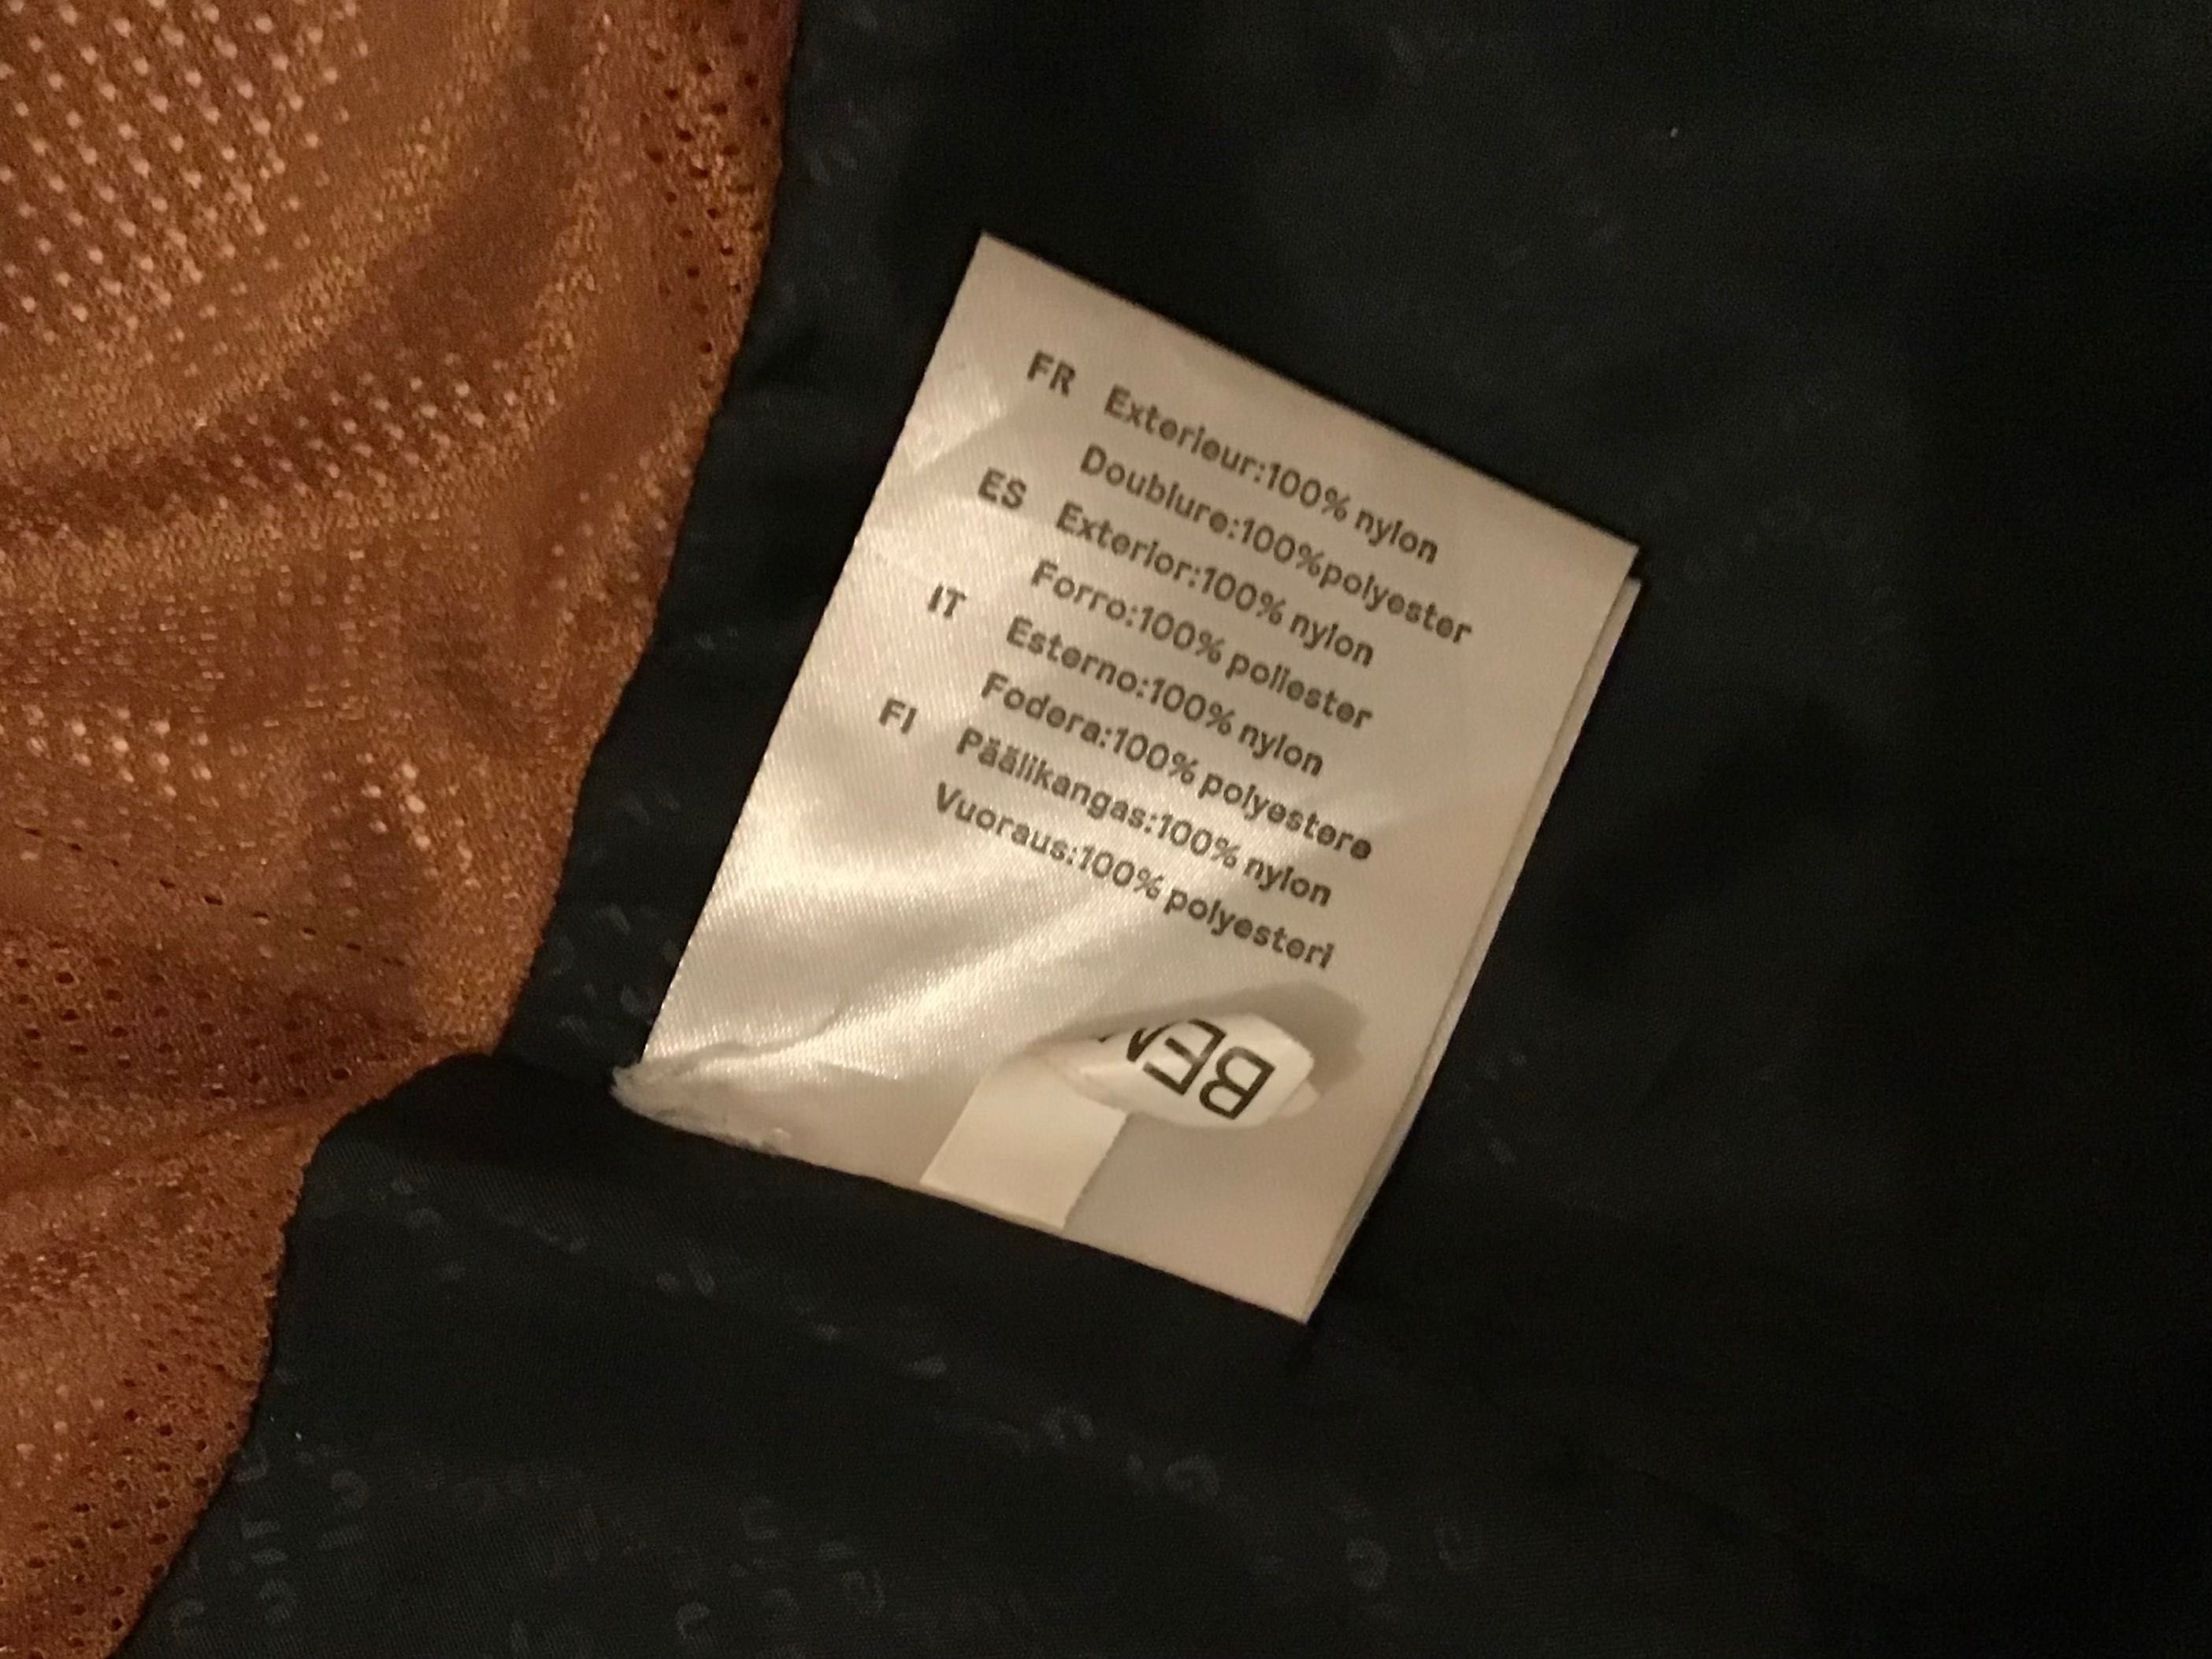 FR Exterieur:100% nylon
Doublure:100%polyester
ES Exterior:100% nylon
Forro:100% poliester
IT Esterno:100% nylon
Fodera:100% polyestere
FI Päälikangas:100% nylon
Vuoraus:100% polyesteri